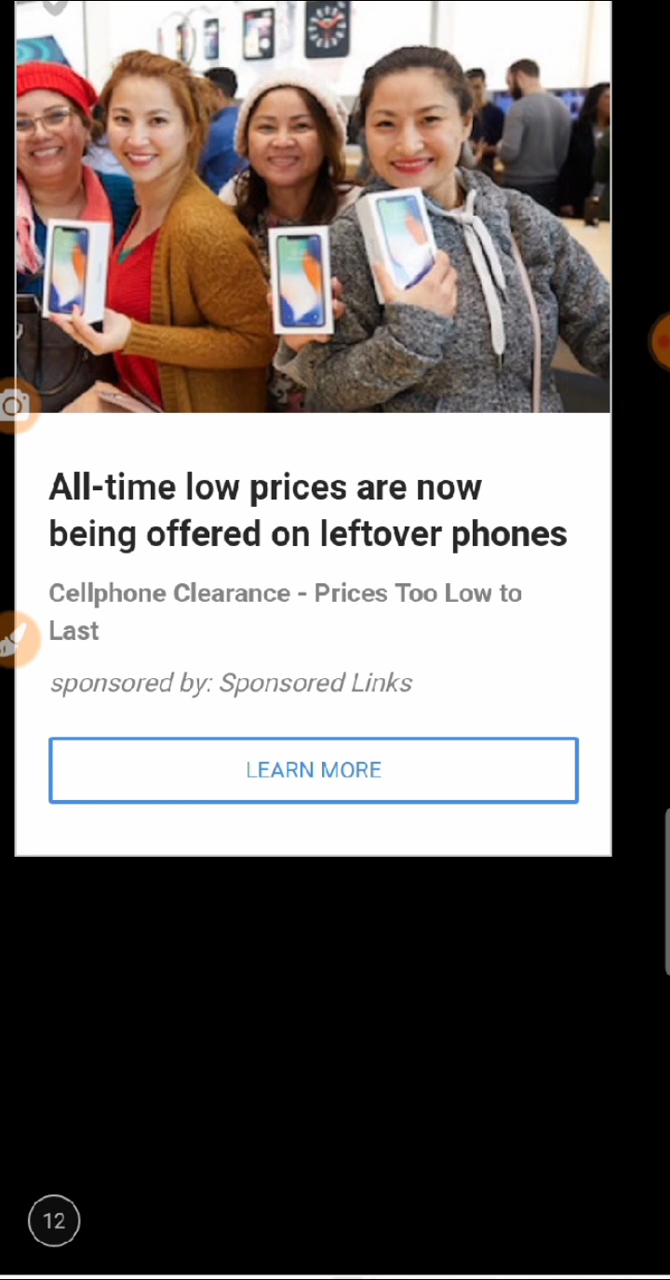 All-time low prices are now
being offered on leftover phones
Cellphone Clearance - Prices Too Low to
Last
sponsored by: Sponsored Links
LEARN MORE
12